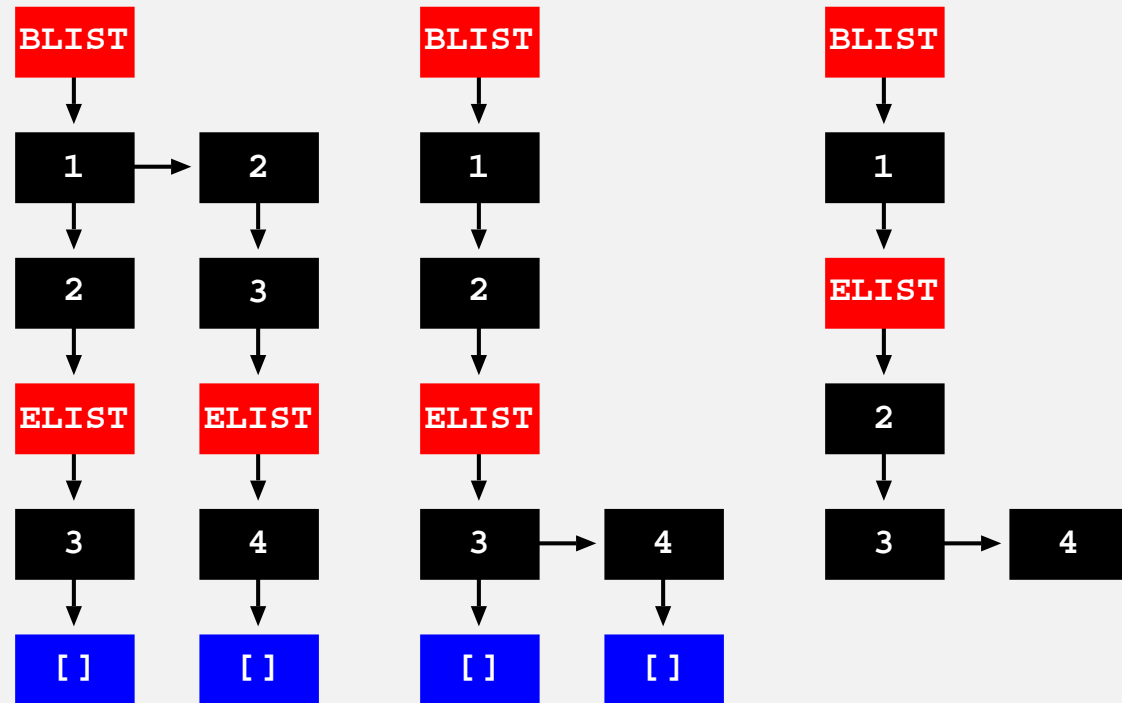 BLIST BLIST BLIST
1 2 1 1
2 3 2 ELIST
ELIST ELIST ELIST 2
3 4 3 4 3 4
[] [] [] []